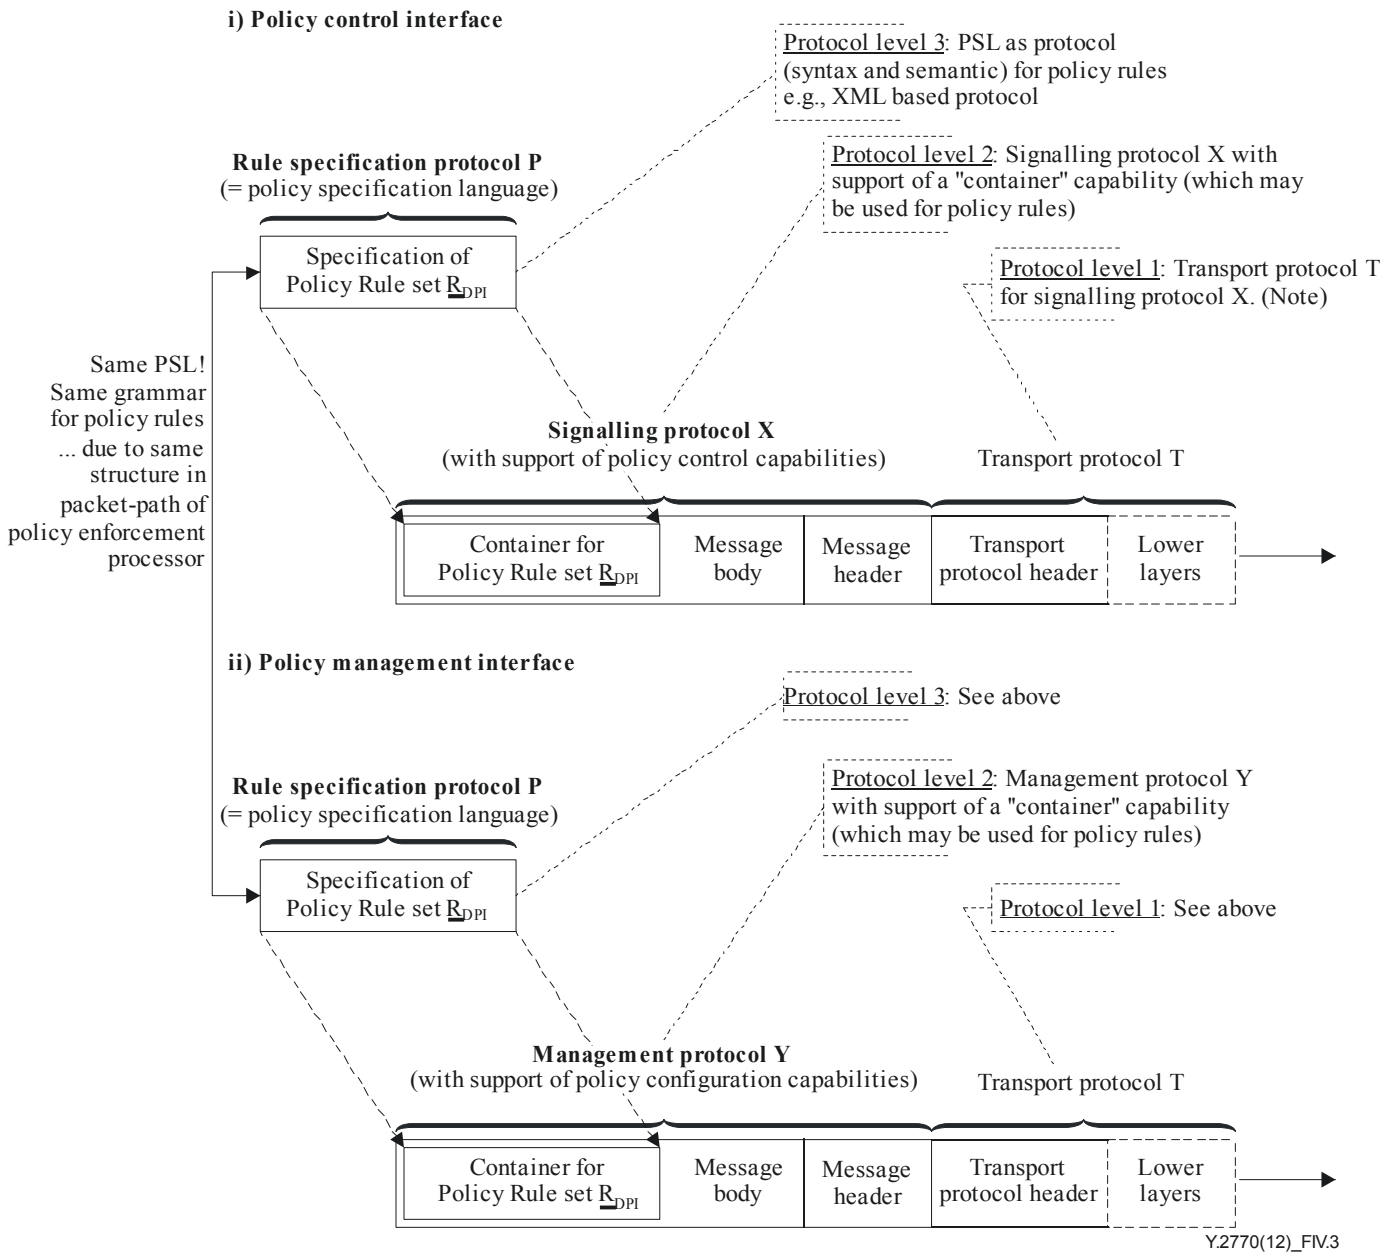 i) Policy control interface
Protocol level 3: PSL as protocol
(syntax and semantic) for policy rules
e.g., XML based protocol
Rule specification protocol P
(= policy specification language)
Protocol level 2: Signalling protocol X with
support of a "container" capability (which may
be used for policy rules)
Specification of
Policy Rule set RDPI
Protocol level 1: Transport protocol T
for signalling protocol X. (Note)
Same PSL!
Same grammar
for policy rules
... due to same
structure in
packet-path of
policy enforcement
processor
Signalling protocol X
(with support of policy control capabilities)
Transport protocol T
Container for
Policy Rule set RDPI
Message
body
Message
header
Transport
protocol header
Lower
layers
ii) Policy management interface
Protocol level 3: See above
Rule specification protocol P
(= policy specification language)
Protocol level 2: Management protocol Y
with support of a "container" capability
(which may be used for policy rules)
Specification of
Policy Rule set RDPI
Protocol level 1: See above
Management protocol Y
(with support of policy configuration capabilities)
Transport protocol T
Container for
Policy Rule set RDPI
Message
body
Message
header
Transport
protocol header
Lower
layers
Y.2770(12)_FIV.3